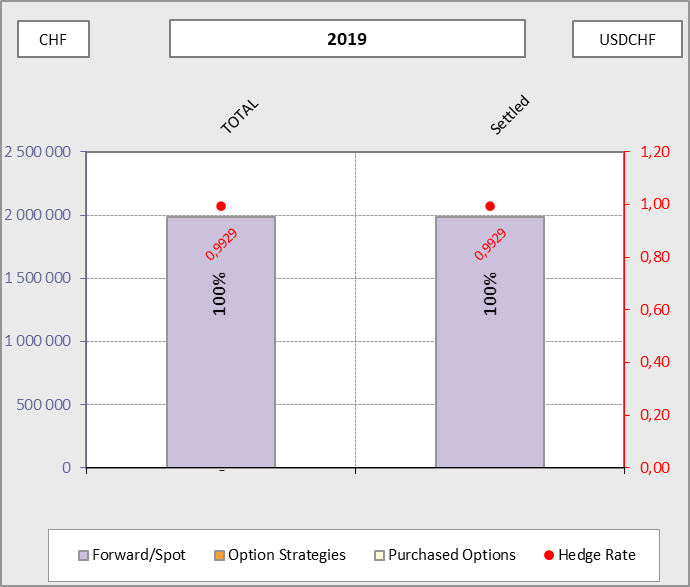 CHF
2019
USDCHF
TOTAL
Settled
2 500 000
2 000 000
1 500 000
1 000 000
500 000
0
1,20
1,00
0,80
0,60
0,40
0,20
0,00
0,9929
100%
0,9929
100%
-
Forward/Spot Option Strategies Purchased Options Hedge Rate